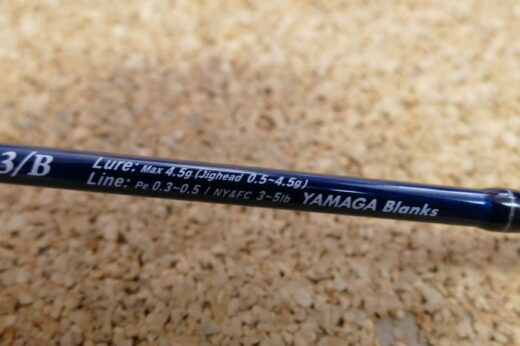 3/B
Lure: Max 4.5g (Jighead 0.5-4.5g)
Line: Pe 0.3-0.5 / NY&FC 3-5lb
YAMAGA Blanks